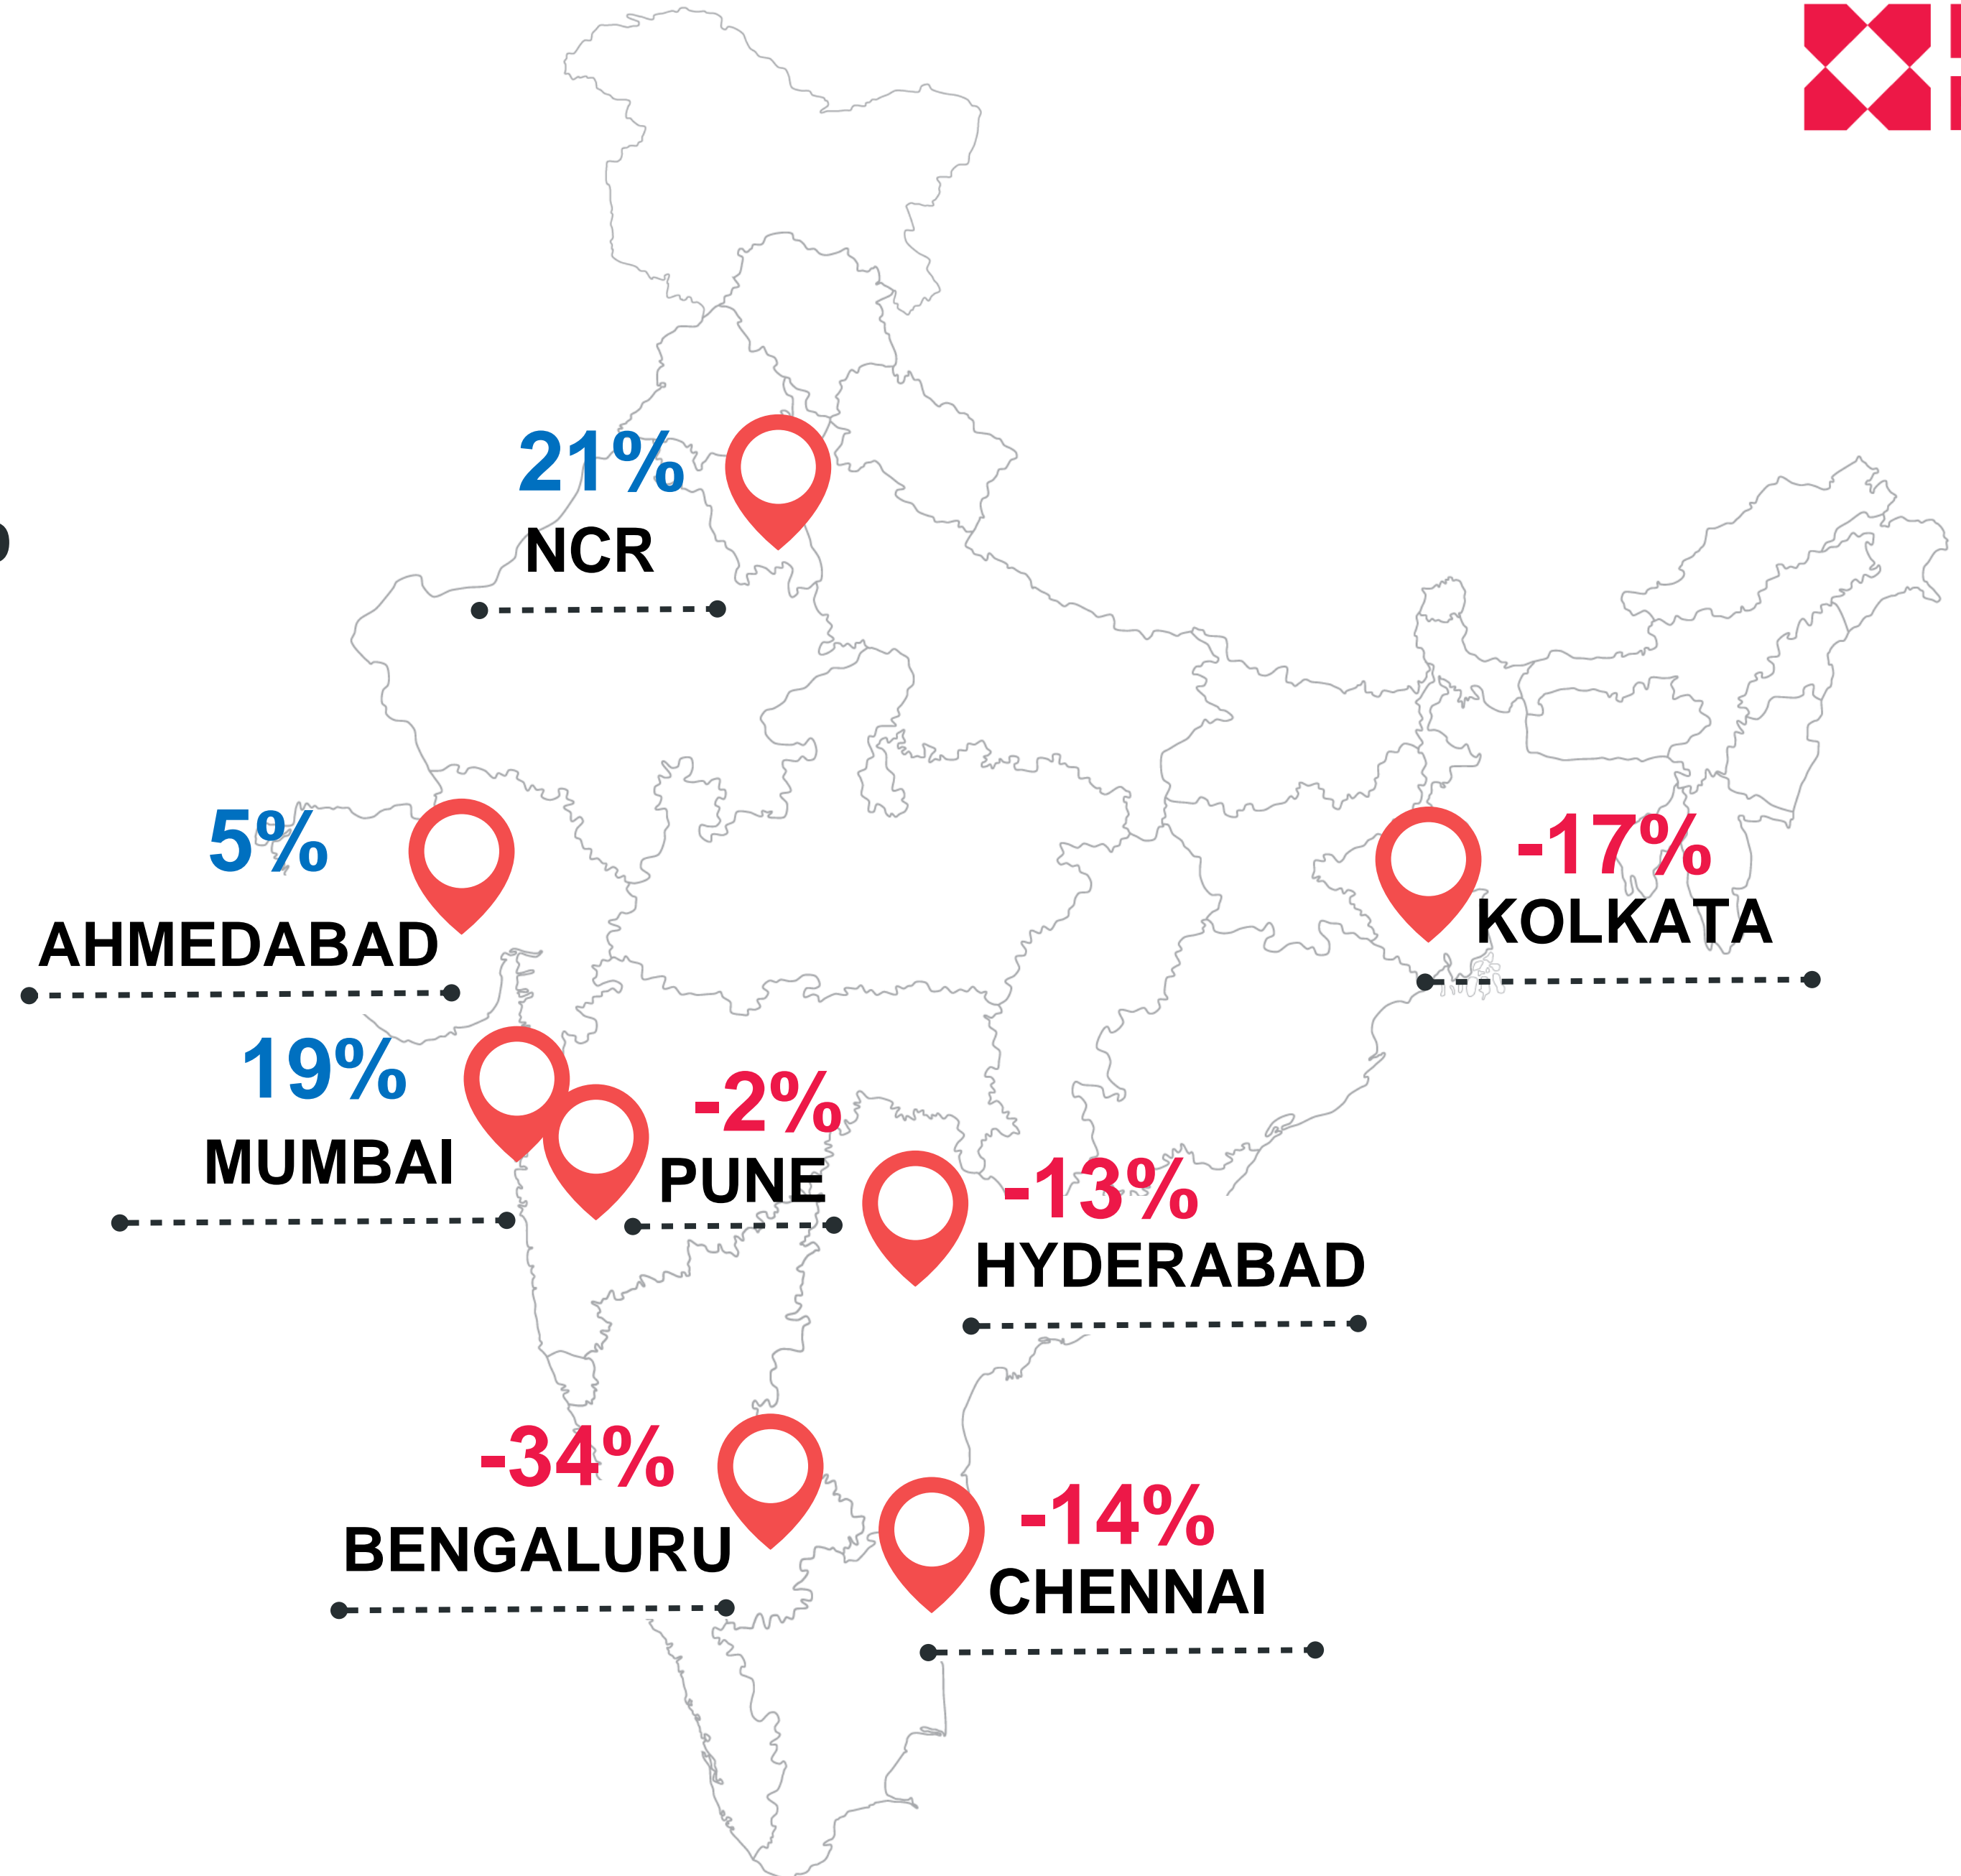 21%
NCR
5%
AHMEDABAD
-17%
KOLKATA
19%
MUMBAI
-2%
PUNE
-13%
HYDERABAD
-34%
BENGALURU
-14%
CHENNAI